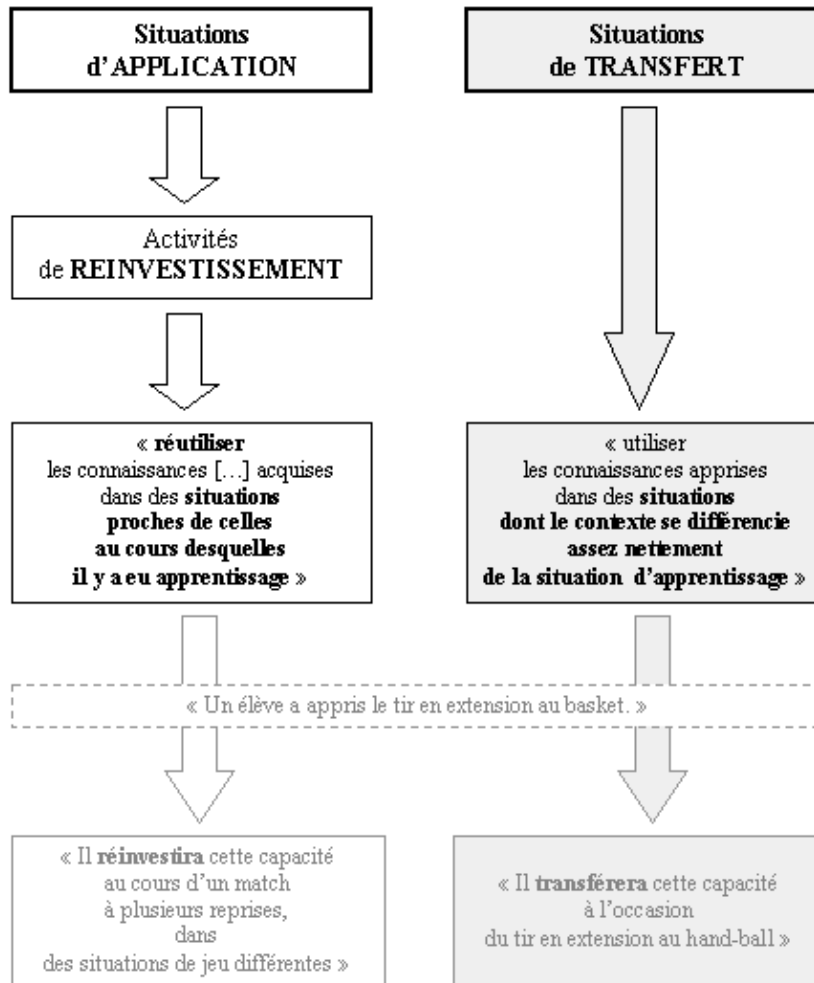 Situations
d'APPLICATION
Situations
de TRANSFERT
Activités
de REINVESTISSEMENT
« réutiliser
les connaissances […] acquises
dans des situations
proches de celles
au cours desquelles
il y a eu apprentissage »
« utiliser
les connaissances apprises
dans des situations
dont le contexte se différencie
assez nettement
de la situation d'apprentissage »
« Un élève a appris le tir en extension au basket. »
« Il réinvestira cette capacité
au cours d'un match
à plusieurs reprises,
dans
des situations de jeu différentes »
« Il transférera cette capacité
à l'occasion
du tir en extension au hand-ball »